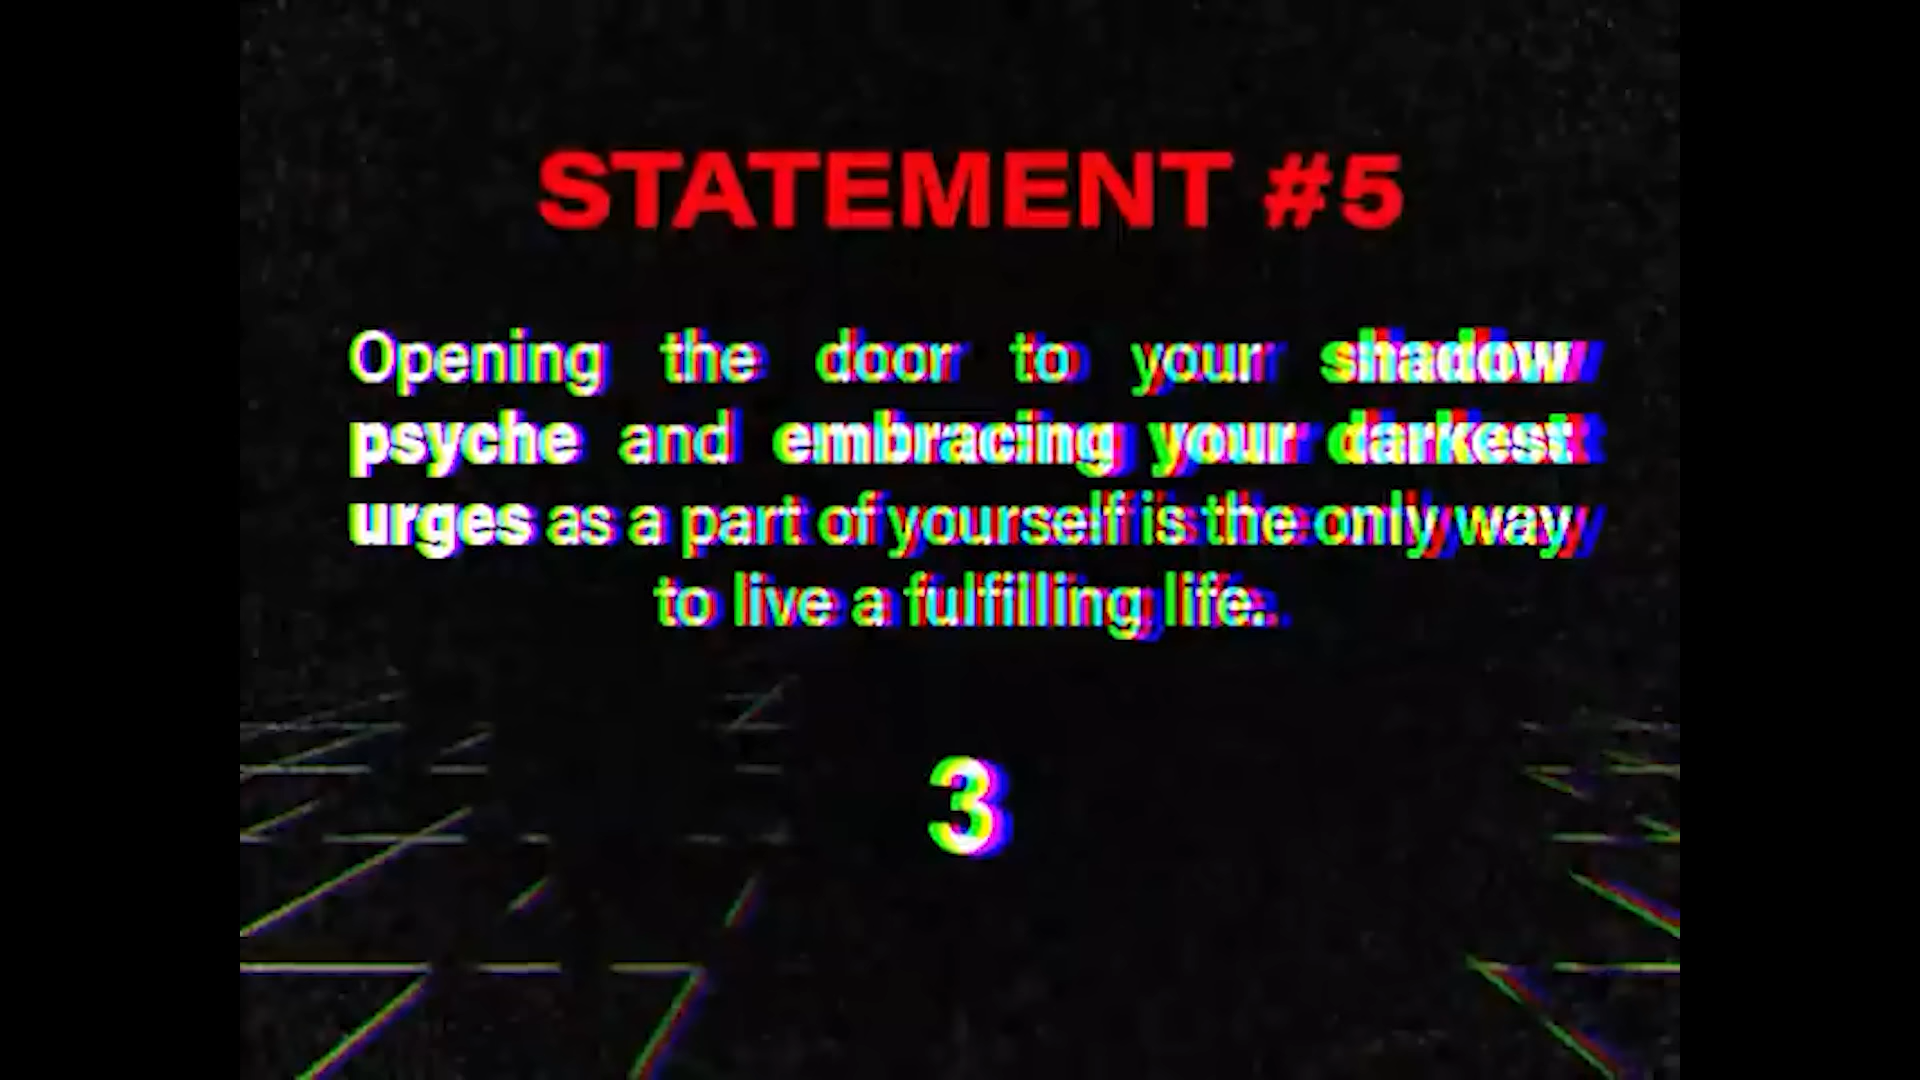 STATEMENT #5
Opening the door to your shadow
psyche and embracing your darkest
urges as a part of yourself is the only way
to live a fulfilling life.
3